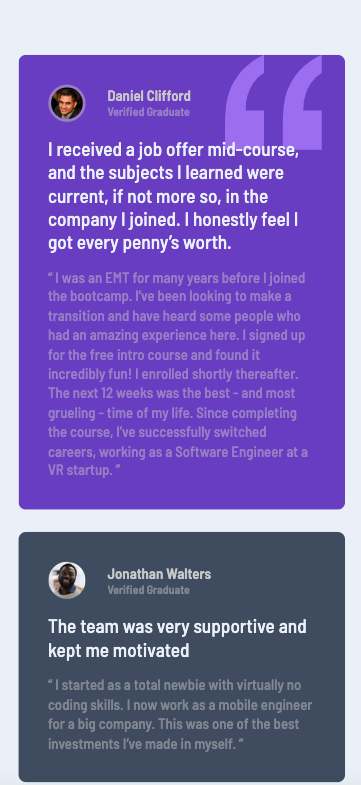 Daniel Clifford
Verified Graduate
I received a job offer mid-course,
and the subjects I learned were
current, if not more so, in the
company I joined. I honestly feel I
got every penny’s worth.
“ I was an EMT for many years before I joined
the bootcamp. I’ve been looking to make a
transition and have heard some people who
had an amazing experience here. I signed up
for the free intro course and found it
incredibly fun! I enrolled shortly thereafter.
The next 12 weeks was the best - and most
grueling - time of my life. Since completing
the course, I’ve successfully switched
careers, working as a Software Engineer at a
VR startup. ”
Jonathan Walters
Verified Graduate
The team was very supportive and
kept me motivated
“ I started as a total newbie with virtually no
coding skills. I now work as a mobile engineer
for a big company. This was one of the best
investments I’ve made in myself. ”